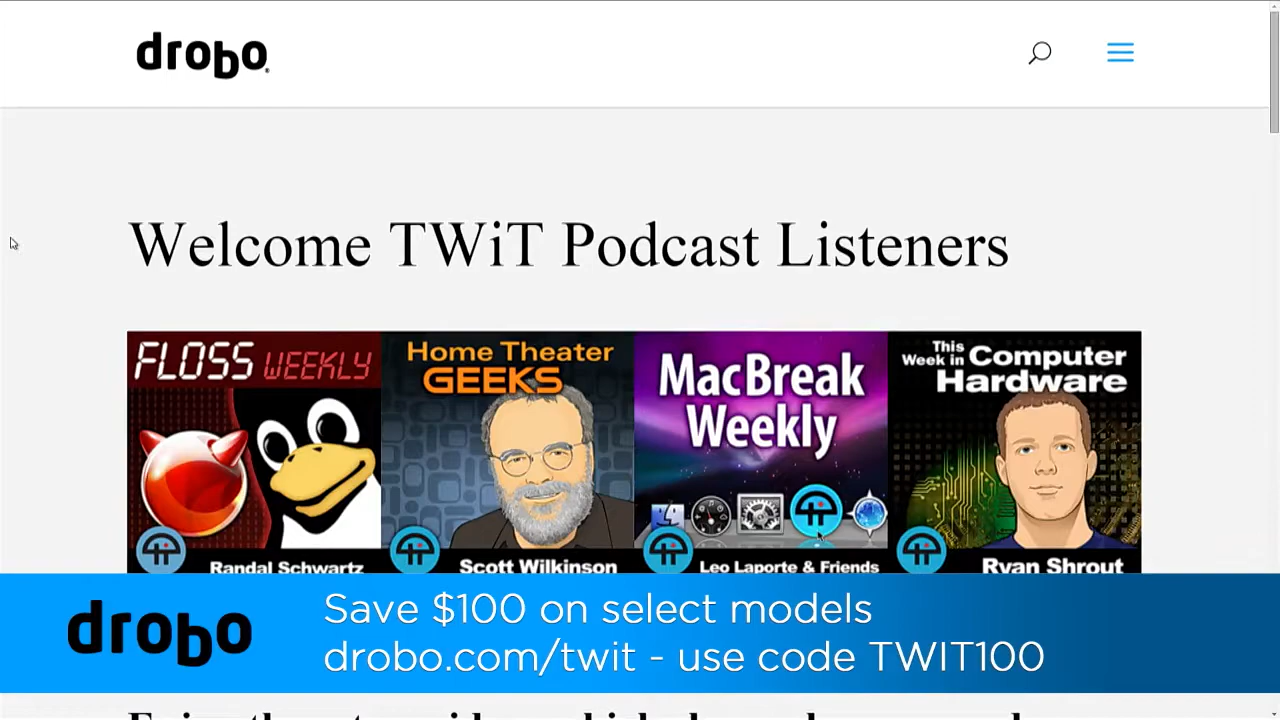 drobo
Welcome TWiT Podcast Listeners
FLOSS WEEKLY
Randal Schwartz
Home Theater
GEEKS
Scott Wilkinson
MacBreak
Weekly
Leo Laporte & Friends
This
Week in Computer
Hardware
Ryan Shrout
drobo
Save $100 on select models
drobo.com/twit - use code TWIT100